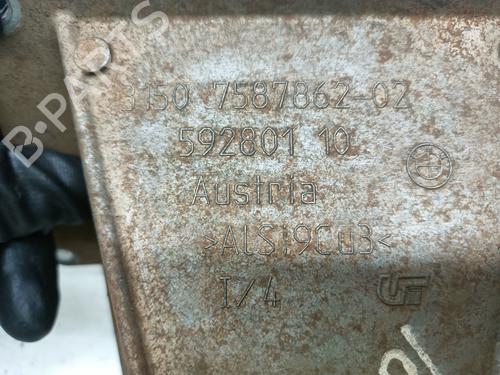 B-PARTS
3150 7587862-02
592801 10
Austria
>ALSi9Cu3<
I/4